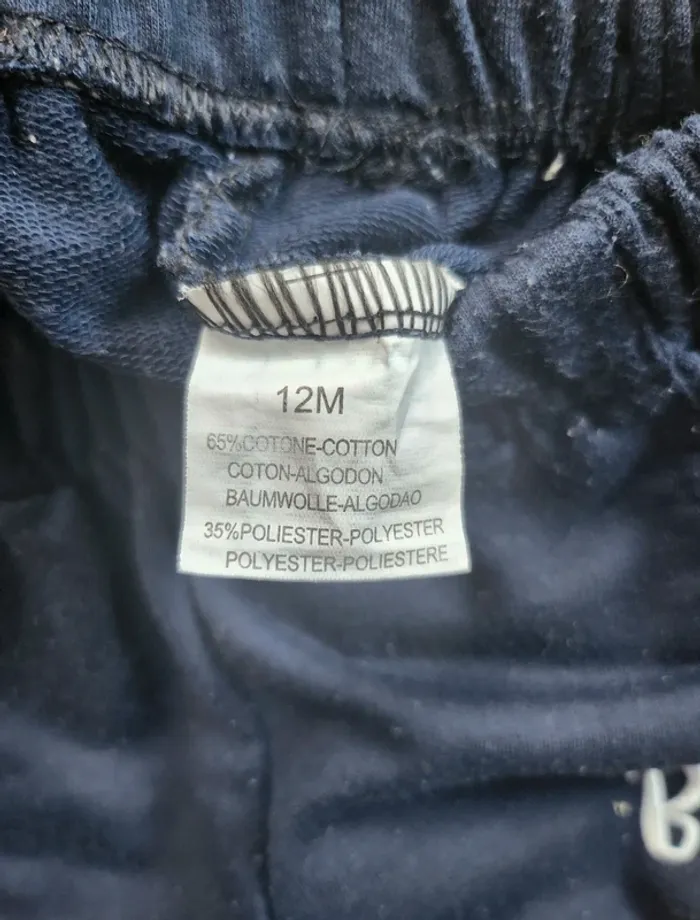 12M
65%COTONE-COTTON
COTON-ALGODON
BAUMWOLLE-ALGODAO
35%POLIESTER-POLYESTER
POLYESTER-POLIESTERE